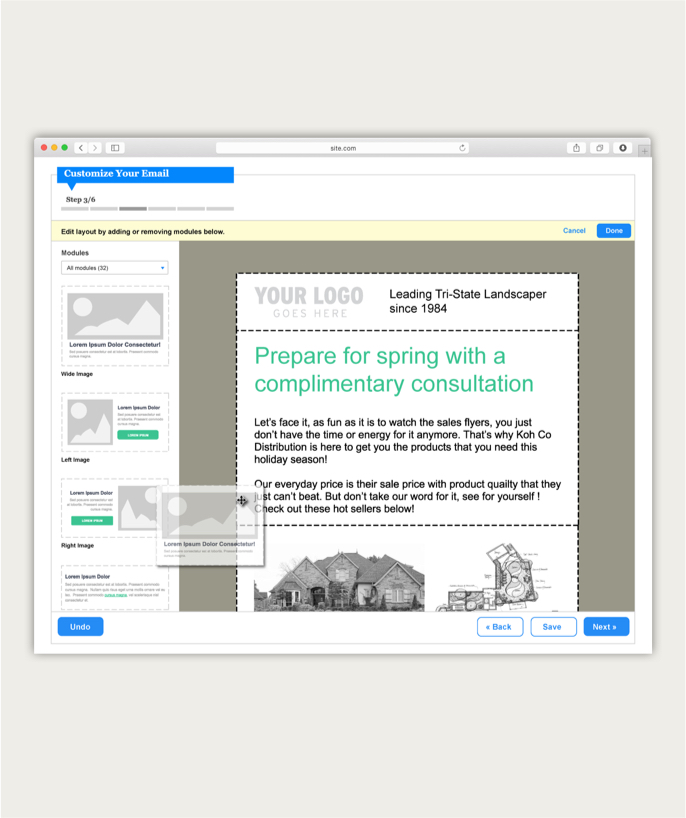 site.com
Customize Your Email
Step 3/6
Edit layout by adding or removing modules below.
Cancel
Done
Modules
All modules (32)
Lorem Ipsum Dolor Consectetur!
Sed posuere consectetur est at lobortis. Praesent commodo
cursus magna.
Wide Image
Lorem Ipsum Dolor
Sed posuere consectetur est
at lobortis. Praesent commodo
cursus magna.
LOREM IPSUM
Left Image
Lorem Ipsum Dolor
Sed posuere consectetur est
at lobortis. Praesent commodo
cursus magna.
LOREM IPSUM
Right Image
Lorem Ipsum Dolor
Sed posuere consectetur est at lobortis. Praesent commodo
cursus magna. Nullam quis risus eget urna mollis ornare vel eu
leo. Praesent commodo cursus magna, vel scelerisque nisl
consectetur et.
Lorem Ipsum Dolor Consectetur!
Sed posuere consectetur est at lobortis. Praesent commodo
cursus magna.
YOUR LOGO
GOES HERE
Leading Tri-State Landscaper
since 1984
Prepare for spring with a
complimentary consultation
Let's face it, as fun as it is to watch the sales flyers, you just
don't have the time or energy for it anymore. That's why Koh Co
Distribution is here to get you the products that you need this
holiday season!
Our everyday price is their sale price with product quailty that they
just can't beat. But don't take our word for it, see for yourself !
Check out these hot sellers below!
Undo
« Back
Save
Next »